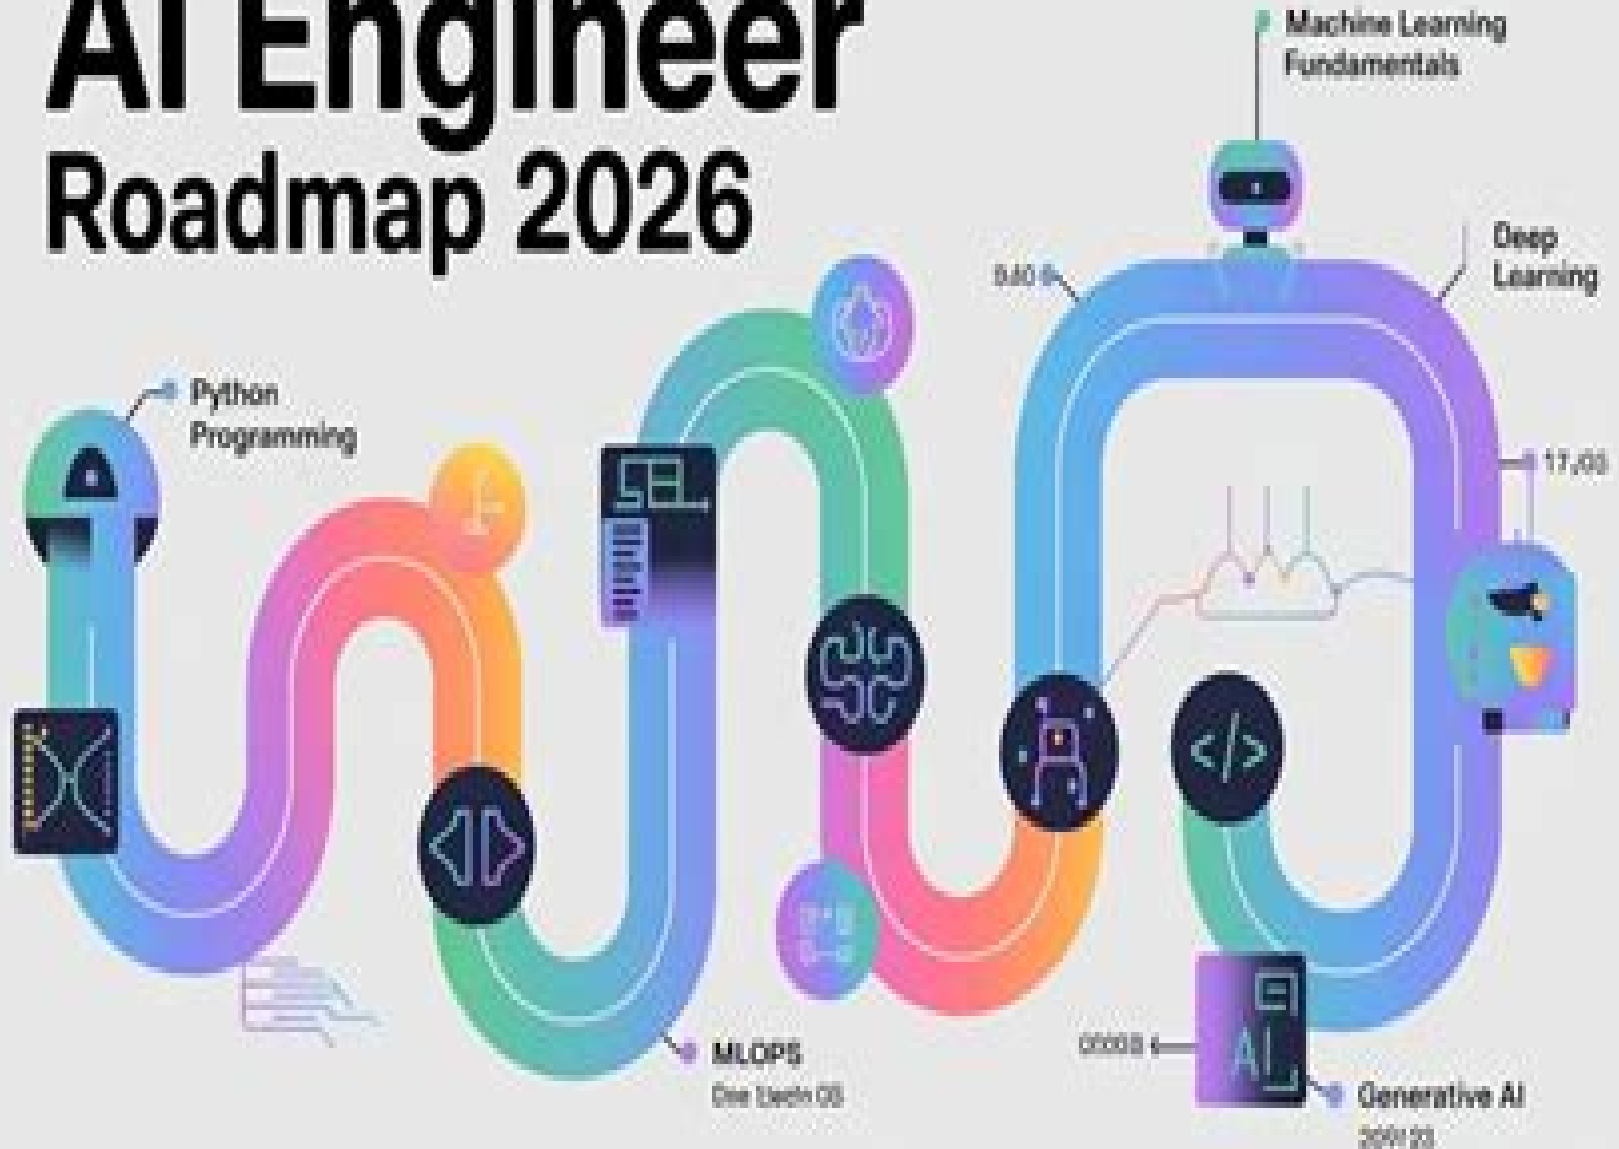 AI Engineer
Roadmap 2026
Machine Learning
Fundamentals
Deep
Learning
Python
Programming
MLOPS
Generative AI